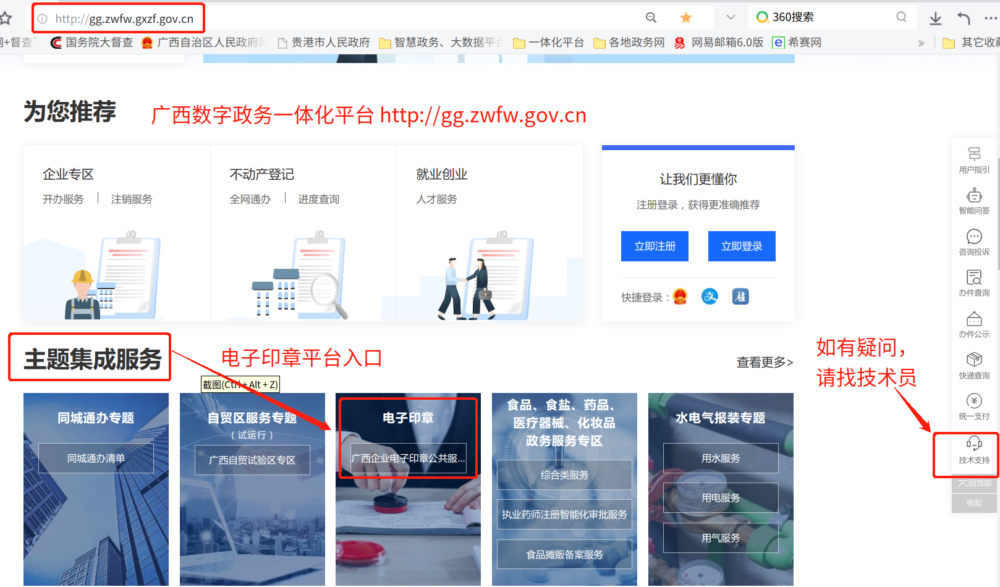 http://gg.zwfw.gxzf.gov.cn
360搜索
网+督查”
国务院大督查
广西自治区人民政府网
贵港市人民政府
智慧政务、大数据平台
一体化平台
各地政务网
网易邮箱6.0版
希赛网
»
其它收藏
为您推荐
广西数字政务一体化平台 http://gg.zwfw.gov.cn
企业专区
开办服务 | 注销服务
不动产登记
全网通办 | 进度查询
就业创业
人才服务
让我们更懂你
注册登录，获得更准确推荐
立即注册
立即登录
快捷登录：
用户指引
智能问答
咨询投诉
办件查询
办件公示
快递查询
统一支付
技术支持
回顶部
收起
主题集成服务
电子印章平台入口
查看更多>
如有疑问，
请找技术员
截图(Ctrl + Alt + Z)
同城通办专题
同城通办清单
自贸区服务专题
（试运行）
广西自贸试验区专区
电子印章
广西企业电子印章公共服...
食品、食盐、药品、
医疗器械、化妆品
政务服务专区
综合类服务
执业药师注册智能化审批服务
食品摊贩备案服务
水电气报装专题
用水服务
用电服务
用气服务